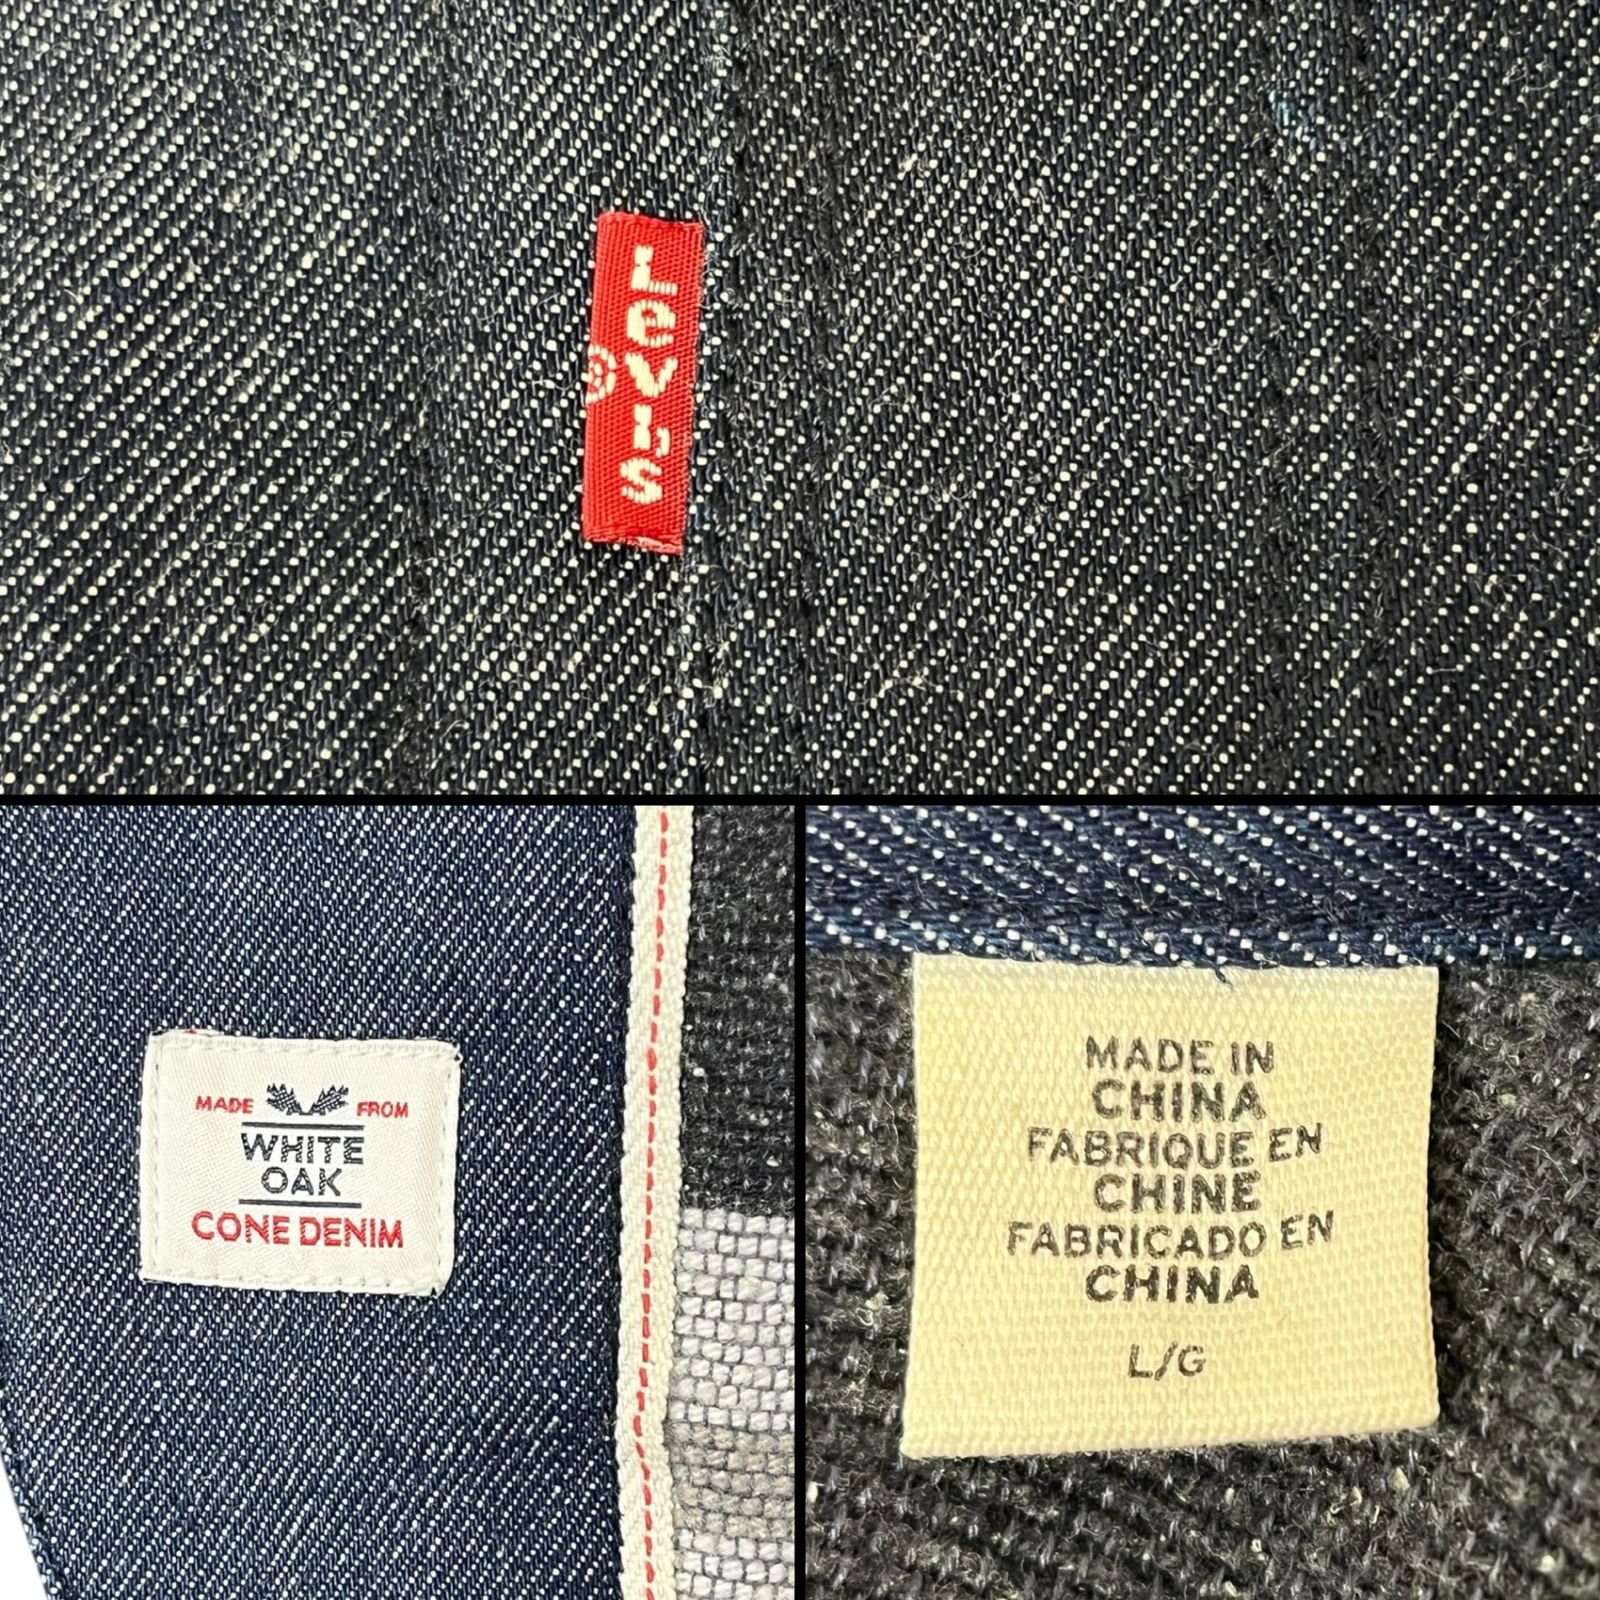 Levi's
®
MADE FROM
WHITE
OAK
CONE DENIM
MADE IN
CHINA
FABRIQUE EN
CHINE
FABRICADO EN
CHINA
L/G